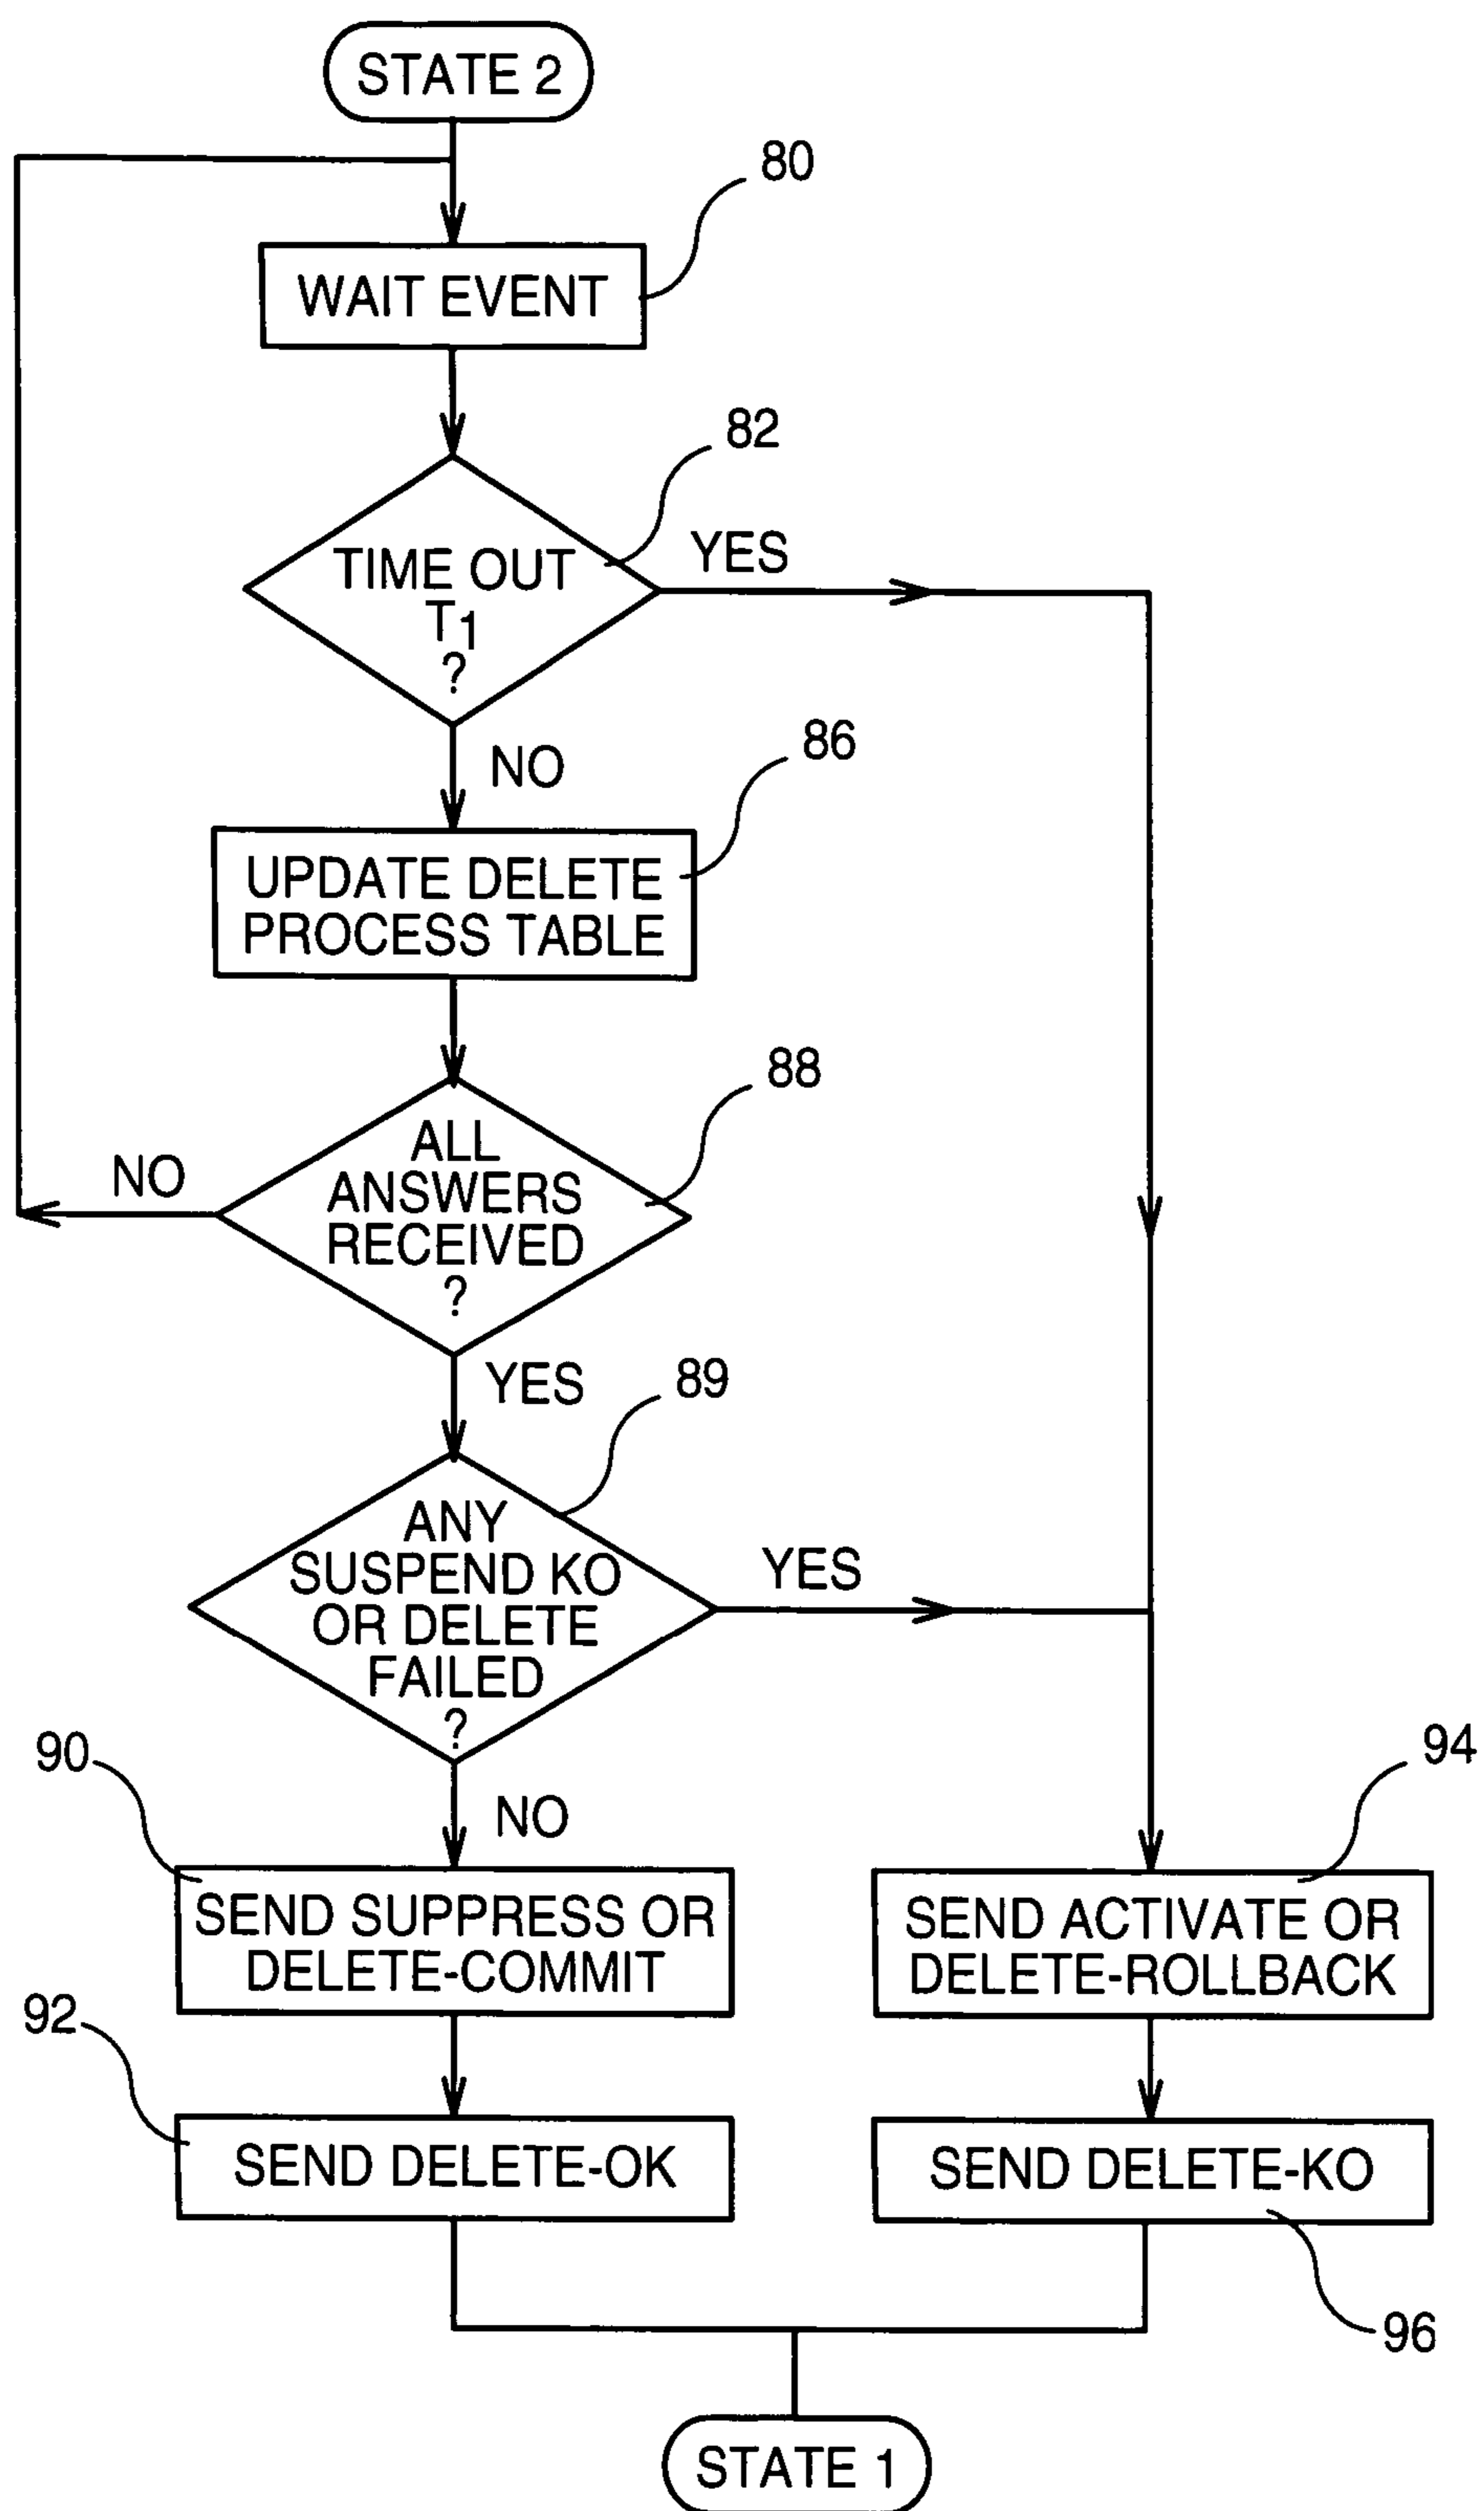 STATE 2
80
WAIT EVENT
82
TIME OUT
T1
?
YES
NO
86
UPDATE DELETE
PROCESS TABLE
88
ALL
ANSWERS
RECEIVED
?
NO
YES
89
ANY
SUSPEND KO
OR DELETE
FAILED
?
YES
NO
90
94
SEND SUPPRESS OR
DELETE-COMMIT
SEND ACTIVATE OR
DELETE-ROLLBACK
92
SEND DELETE-OK
SEND DELETE-KO
96
STATE 1